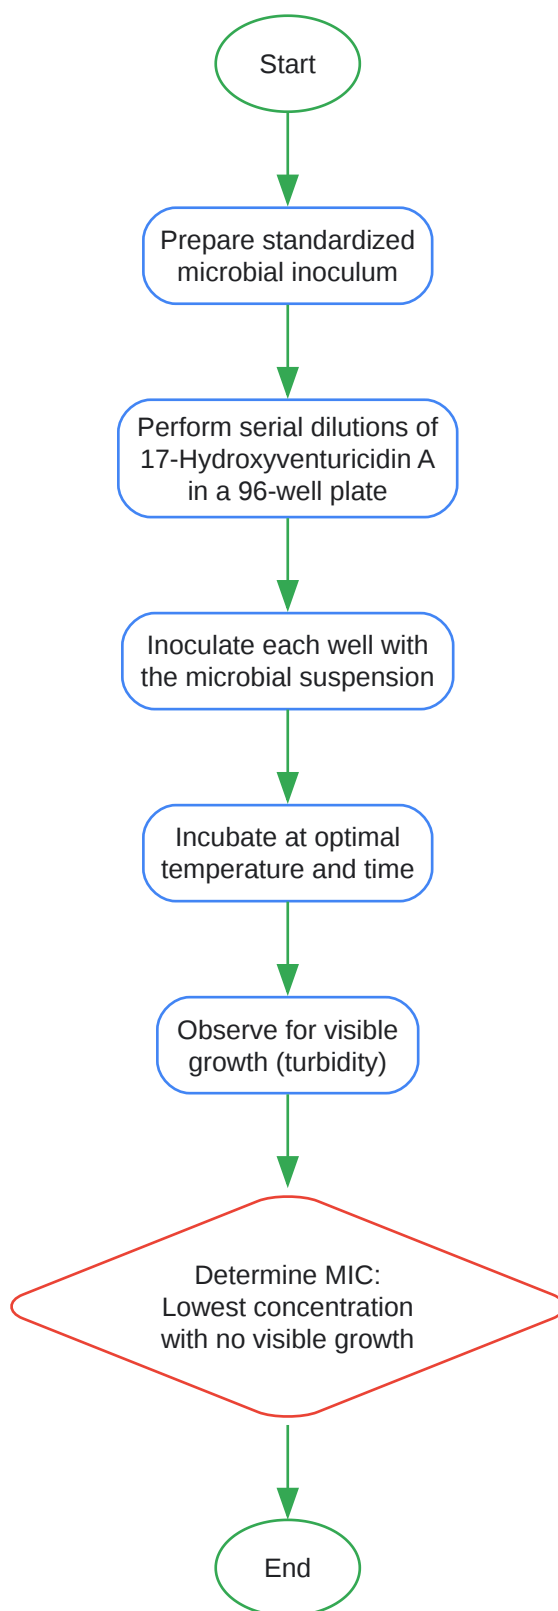 Start
Prepare standardized
microbial inoculum
Perform serial dilutions of
17-Hydroxyventuricidin A
in a 96-well plate
Inoculate each well with
the microbial suspension
Incubate at optimal
temperature and time
Observe for visible
growth (turbidity)
Determine MIC:
Lowest concentration
with no visible growth
End